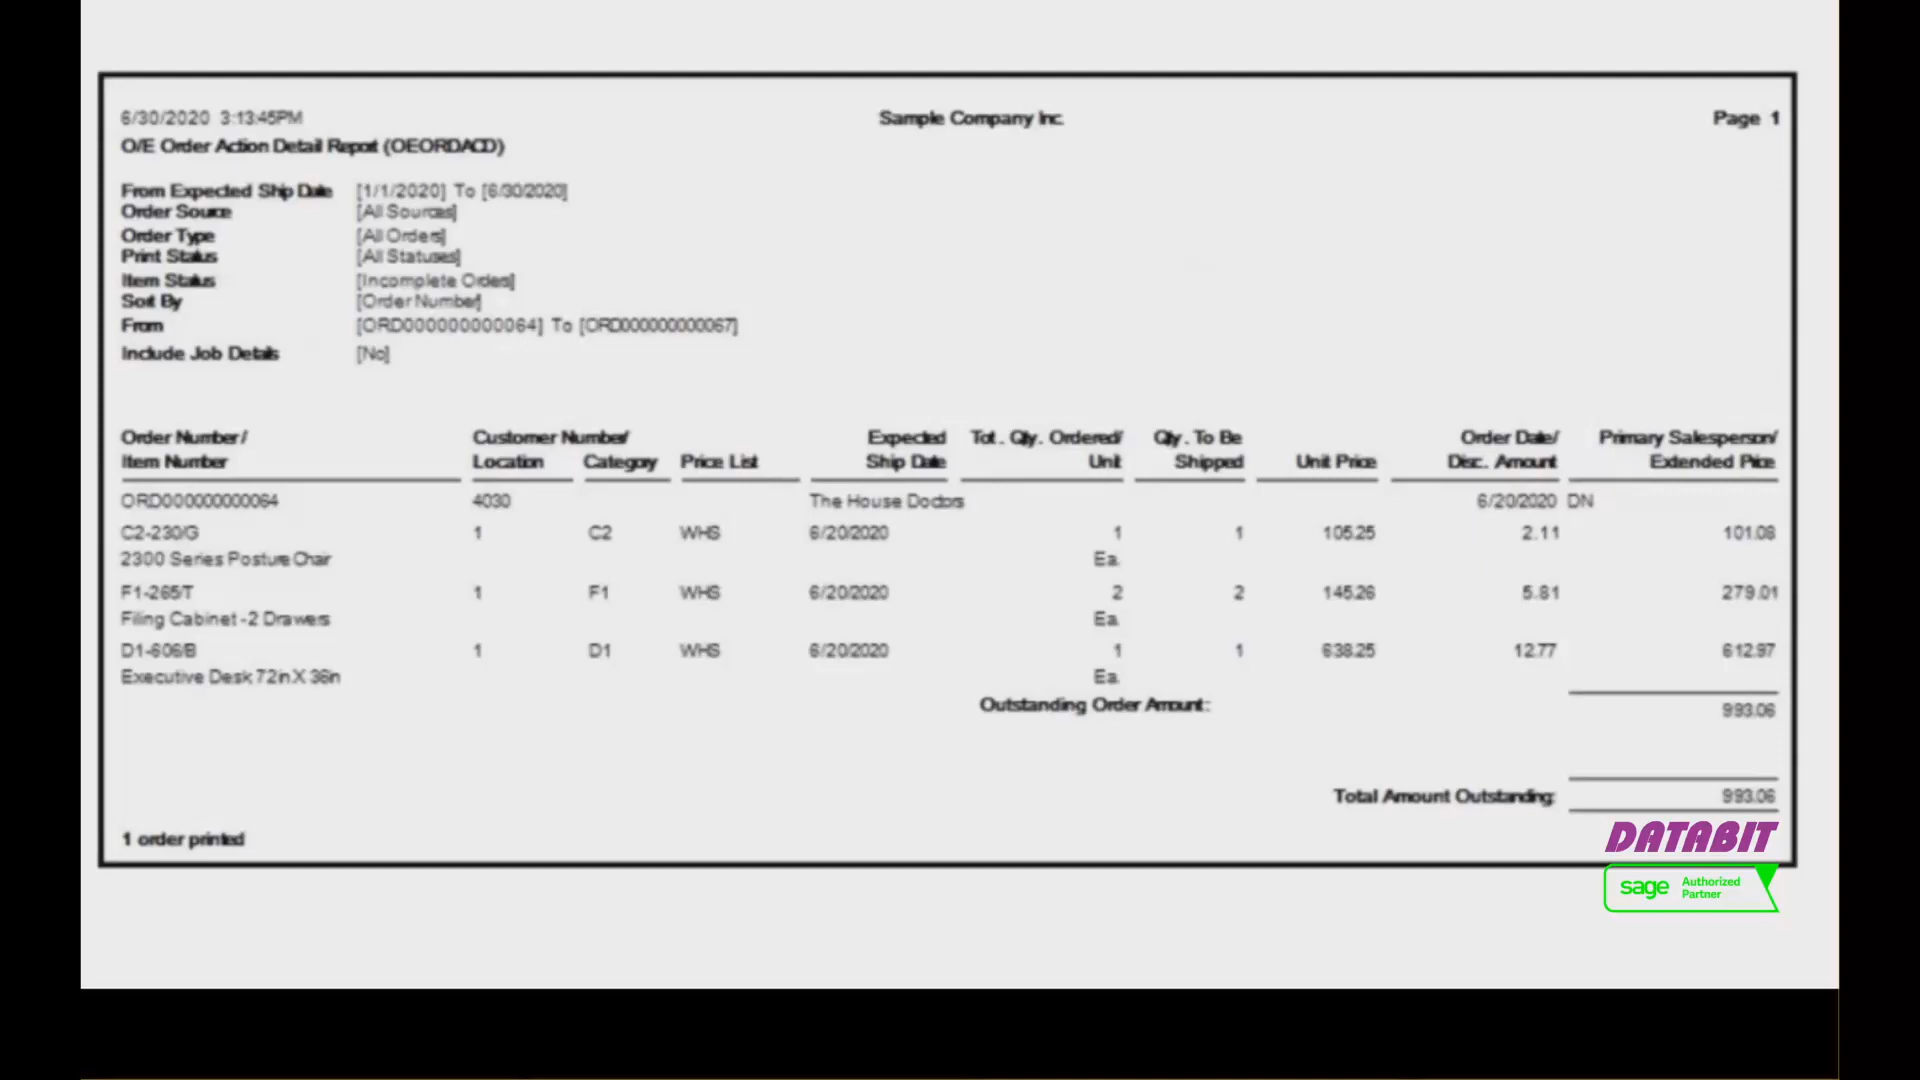 6/30/2020 3:13:45PM Sample Company Inc. Page 1
O/E Order Action Detail Report (OEORDACD)
From Expected Ship Date [1/1/2020] To [6/30/2020]
Order Source [All Sources]
Order Type [All Orders]
Print Status [All Statuses]
Item Status [Incomplete Orders]
Sort By [Order Number]
From [ORD000000000064] To [ORD000000000067]
Include Job Details [No]
Order Number/ Customer Number/ Expected Tot. Qty. Ordered/ Qty. To Be Order Date/ Primary Salesperson/
Item Number Location Category Price List Ship Date Unit Shipped Unit Price Disc. Amount Extended Price
ORD000000000064 4030 The House Doctors 6/20/2020 DN
C2-230/G 1 C2 WHS 6/20/2020 1 1 105.25 2.11 101.08
2300 Series Posture Chair Ea.
F1-265/T 1 F1 WHS 6/20/2020 2 2 145.26 5.81 279.01
Filing Cabinet -2 Drawers Ea.
D1-606/B 1 D1 WHS 6/20/2020 1 1 638.25 12.77 612.97
Executive Desk 72in X 36in Ea.
Outstanding Order Amount: 993.06
Total Amount Outstanding: 993.06
1 order printed
DATABIT
sage Authorized
Partner